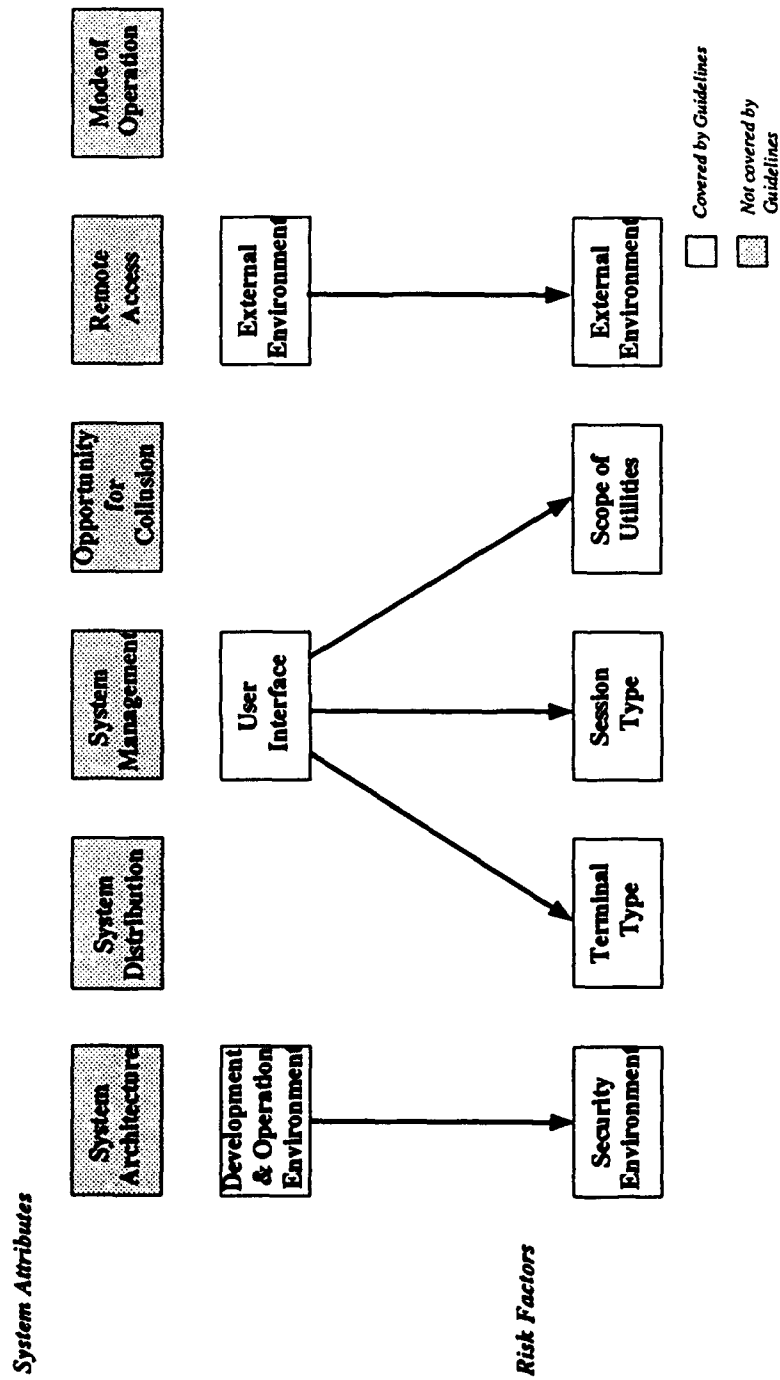 System Attributes
System
Architecture
System
Distribution
System
Management
Opportunity
for
Collusion
Remote
Access
Mode of
Operation
Development
& Operation
Environment
User
Interface
External
Environment
Risk Factors
Security
Environment
Terminal
Type
Session
Type
Scope of
Utilities
External
Environment
Covered by Guidelines
Not covered by
Guidelines